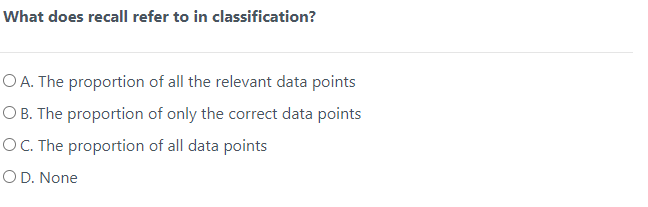 What does recall refer to in classification?
A. The proportion of all the relevant data points
B. The proportion of only the correct data points
C. The proportion of all data points
D. None